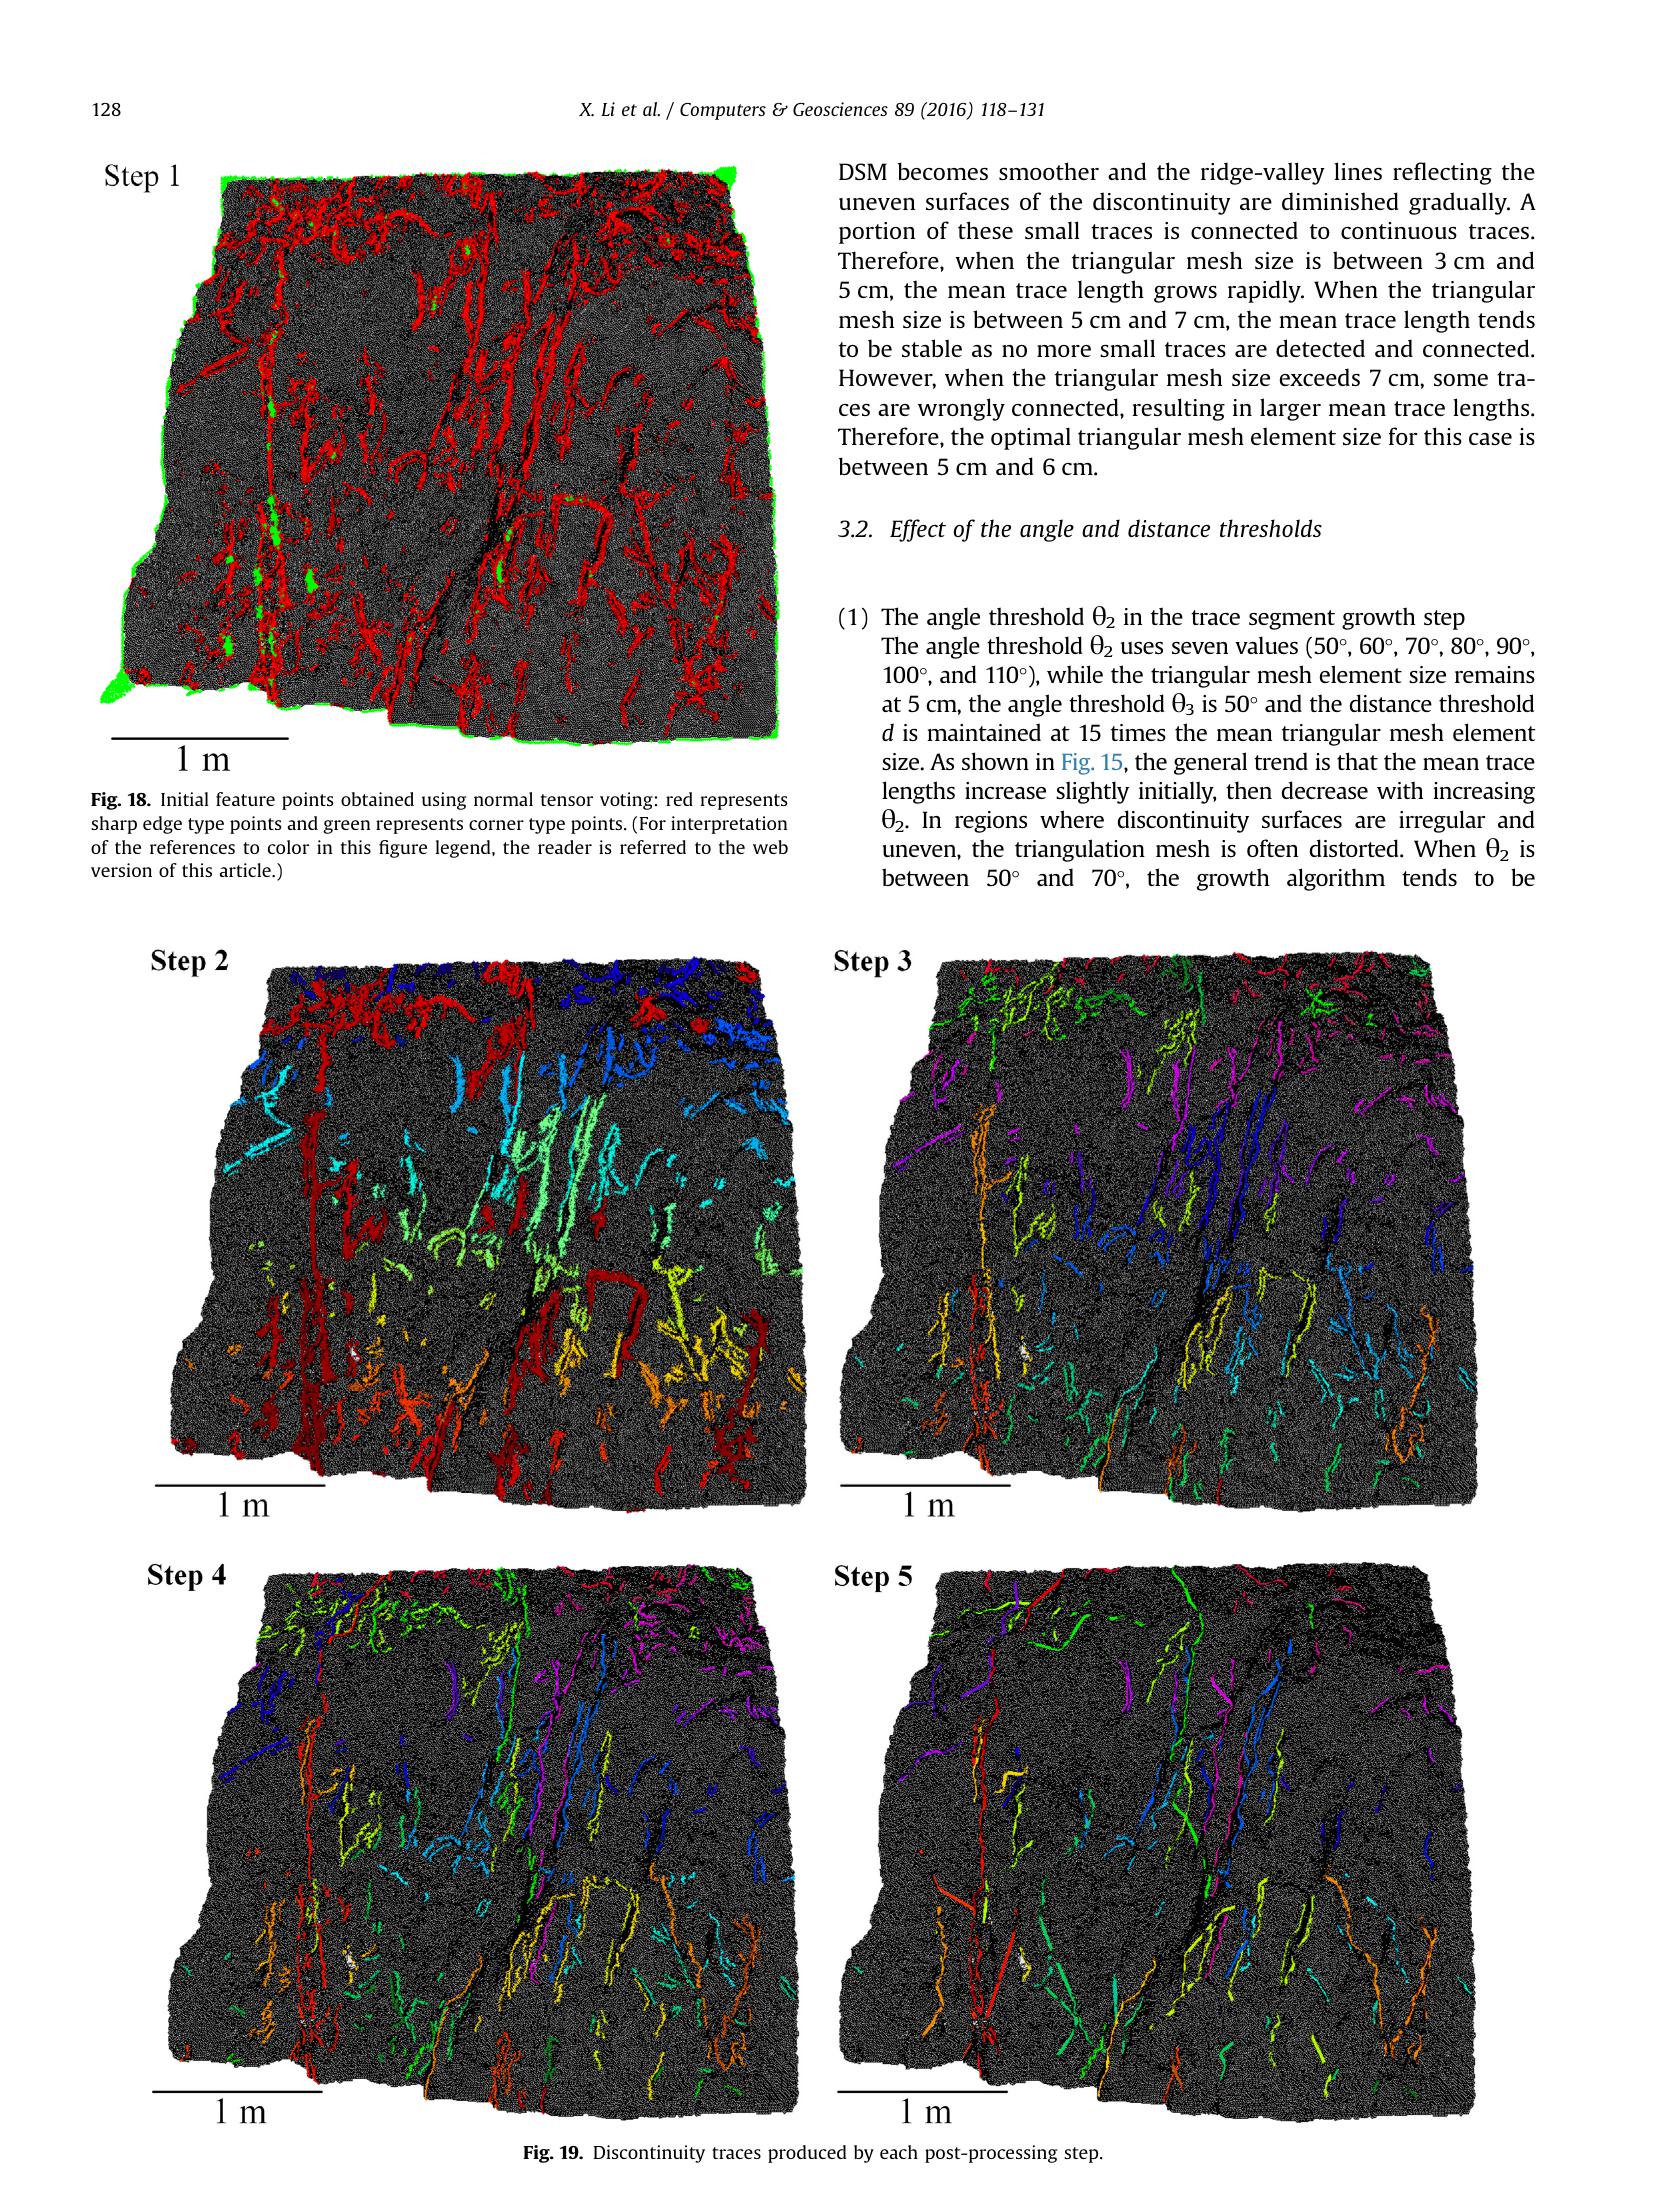 128
X. Li et al. / Computers & Geosciences 89 (2016) 118–131
Step 1
1 m
Fig. 18. Initial feature points obtained using normal tensor voting: red represents
sharp edge type points and green represents corner type points. (For interpretation
of the references to color in this figure legend, the reader is referred to the web
version of this article.)
DSM becomes smoother and the ridge-valley lines reflecting the
uneven surfaces of the discontinuity are diminished gradually. A
portion of these small traces is connected to continuous traces.
Therefore, when the triangular mesh size is between 3 cm and
5 cm, the mean trace length grows rapidly. When the triangular
mesh size is between 5 cm and 7 cm, the mean trace length tends
to be stable as no more small traces are detected and connected.
However, when the triangular mesh size exceeds 7 cm, some tra-
ces are wrongly connected, resulting in larger mean trace lengths.
Therefore, the optimal triangular mesh element size for this case is
between 5 cm and 6 cm.
3.2. Effect of the angle and distance thresholds
(1) The angle threshold θ2 in the trace segment growth step
The angle threshold θ2 uses seven values (50°, 60°, 70°, 80°, 90°,
100°, and 110°), while the triangular mesh element size remains
at 5 cm, the angle threshold θ3 is 50° and the distance threshold
d is maintained at 15 times the mean triangular mesh element
size. As shown in Fig. 15, the general trend is that the mean trace
lengths increase slightly initially, then decrease with increasing
θ2. In regions where discontinuity surfaces are irregular and
uneven, the triangulation mesh is often distorted. When θ2 is
between 50° and 70°, the growth algorithm tends to be
Step 2
1 m
Step 3
1 m
Step 4
1 m
Step 5
1 m
Fig. 19. Discontinuity traces produced by each post-processing step.